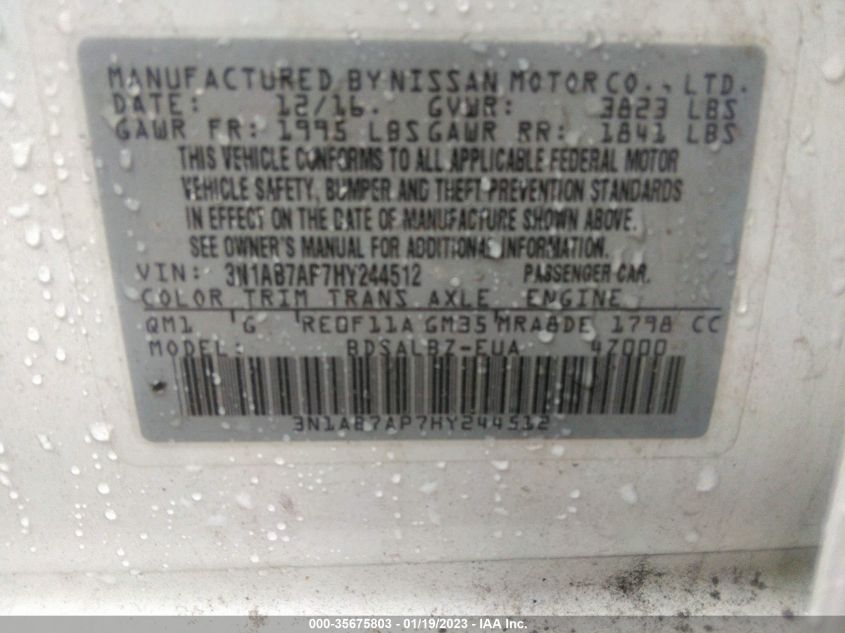 MANUFACTURED BY NISSAN MOTOR CO., LTD.
DATE: 12/16. GVWR: 3823 LBS
GAWR FR: 1995 LBS GAWR RR: 1841 LBS
THIS VEHICLE CONFORMS TO ALL APPLICABLE FEDERAL MOTOR
VEHICLE SAFETY, BUMPER AND THEFT PREVENTION STANDARDS
IN EFFECT ON THE DATE OF MANUFACTURE SHOWN ABOVE.
SEE OWNER'S MANUAL FOR ADDITIONAL INFORMATION.
VIN: 3N1AB7AP7HY244512 PASSENGER CAR.
COLOR TRIM TRANS AXLE ENGINE
QM1 G RE0F11A GM35 MRA8DE 1798 CC
MODEL: BDSALBZ-EUA 47000
3N1AB7AP7HY244512
000-35675803 - 01/19/2023 - IAAI.COM